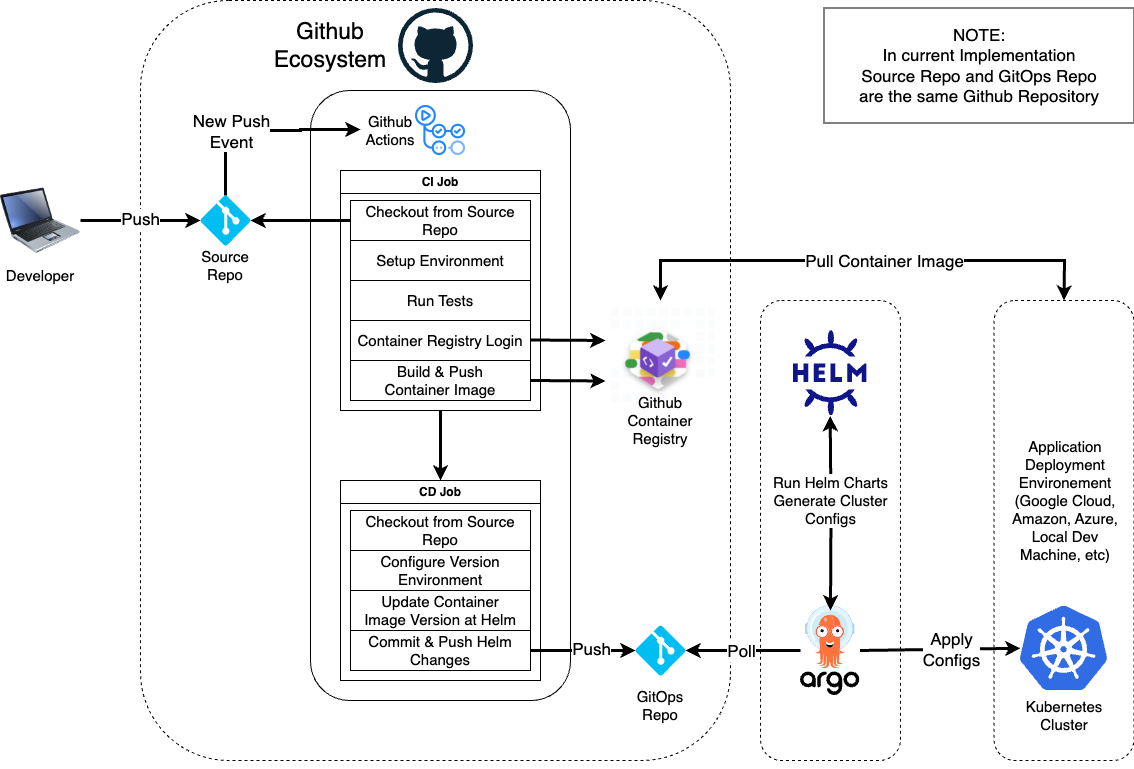 Github
Ecosystem
NOTE:
In current Implementation
Source Repo and GitOps Repo
are the same Github Repository
New Push
Event
Github
Actions
CI Job
Checkout from Source
Repo
Setup Environment
Run Tests
Container Registry Login
Build & Push
Container Image
Push
Source
Repo
Developer
Pull Container Image
Github
Container
Registry
HELM
Run Helm Charts
Generate Cluster
Configs
Application
Deployment
Environement
(Google Cloud,
Amazon, Azure,
Local Dev
Machine, etc)
CD Job
Checkout from Source
Repo
Configure Version
Environment
Update Container
Image Version at Helm
Commit & Push Helm
Changes
Push
GitOps
Repo
Poll
argo
Apply
Configs
Kubernetes
Cluster